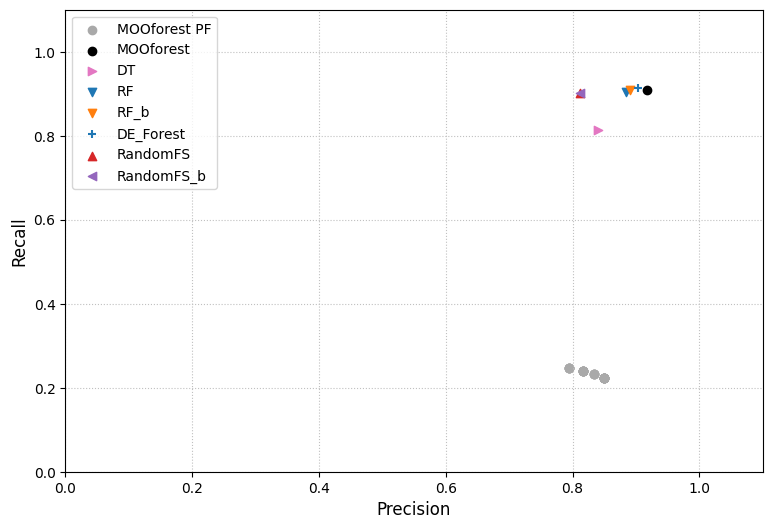 MOOforest PF
MOOforest
DT
RF
RF_b
DE_Forest
RandomFS
RandomFS_b
1.0
0.8
0.6
0.4
0.2
0.0
Recall
0.0 0.2 0.4 0.6 0.8 1.0
Precision